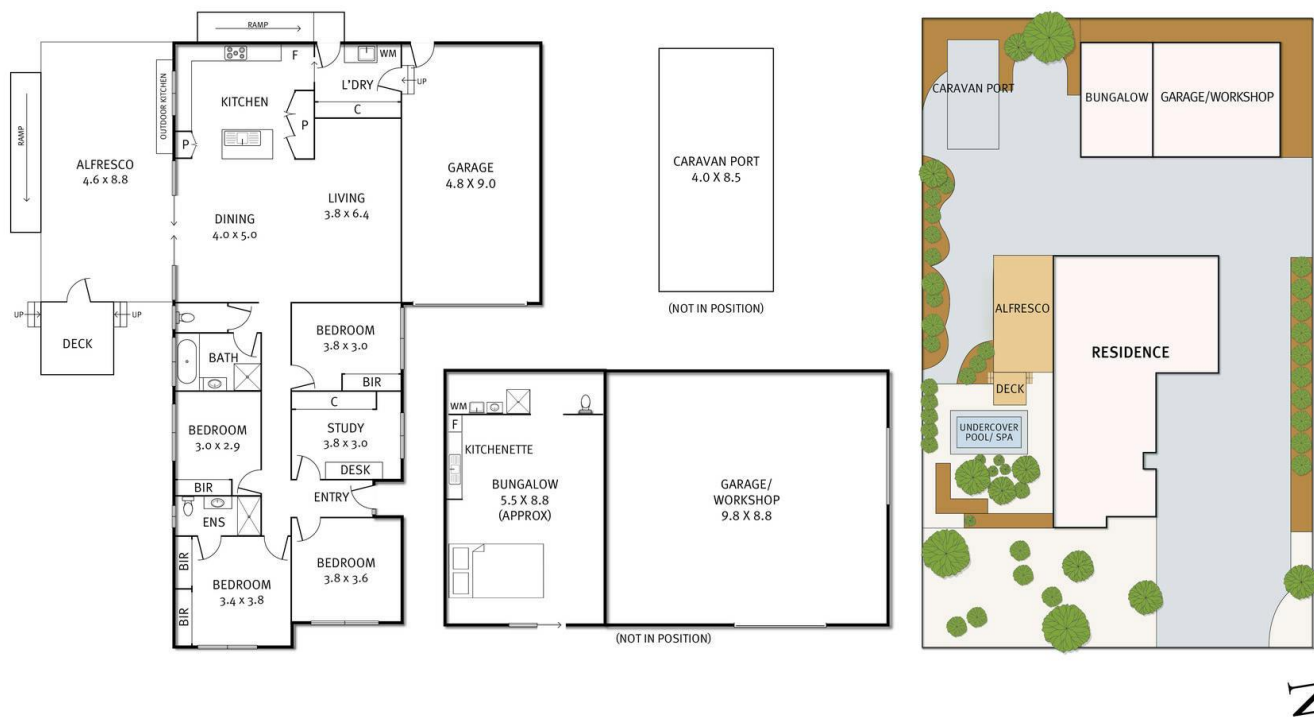 RAMP
RAMP
OUTDOOR KITCHEN
F
WM
L'DRY
UP
C
KITCHEN
P
P
ALFRESCO
4.6 x 8.8
GARAGE
4.8 X 9.0
LIVING
3.8 x 6.4
DINING
4.0 x 5.0
UP
UP
DECK
BATH
BEDROOM
3.8 x 3.0
BIR
C
BEDROOM
3.0 x 2.9
STUDY
3.8 x 3.0
DESK
BIR
ENTRY
ENS
BIR
BIR
BEDROOM
3.4 x 3.8
BEDROOM
3.8 x 3.6
CARAVAN PORT
4.0 X 8.5
(NOT IN POSITION)
WM
F
KITCHENETTE
BUNGALOW
5.5 X 8.8
(APPROX)
GARAGE/
WORKSHOP
9.8 X 8.8
(NOT IN POSITION)
CARAVAN PORT
BUNGALOW
GARAGE/WORKSHOP
ALFRESCO
RESIDENCE
DECK
UNDERCOVER
POOL/ SPA
N